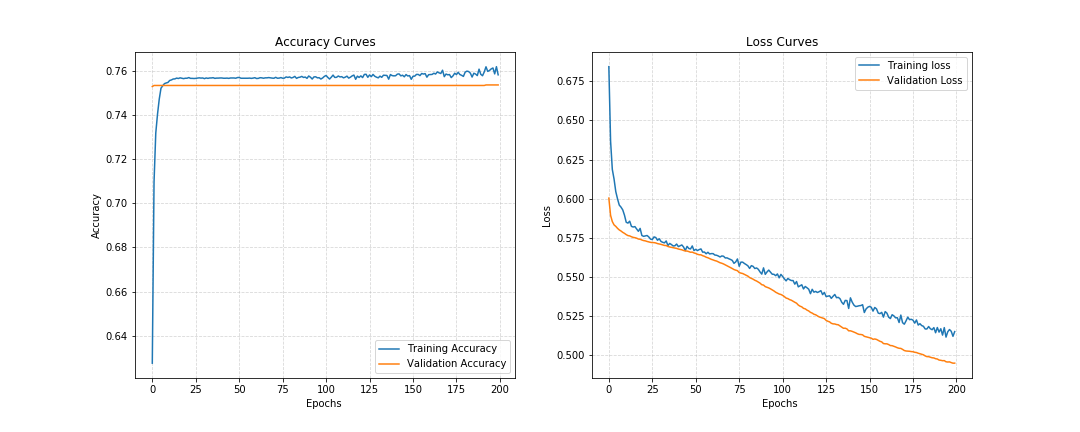 Accuracy Curves
Accuracy
0.76
0.74
0.72
0.70
0.68
0.66
0.64
Training Accuracy
Validation Accuracy
0 25 50 75 100 125 150 175 200
Epochs
Loss Curves
Loss
0.675
0.650
0.625
0.600
0.575
0.550
0.525
0.500
Training loss
Validation Loss
0 25 50 75 100 125 150 175 200
Epochs